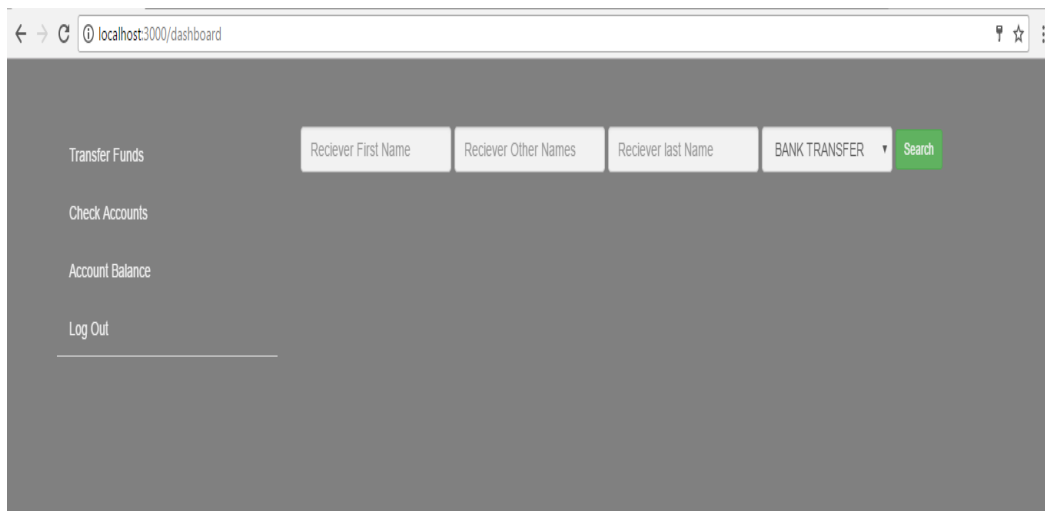 localhost:3000/dashboard
Transfer Funds
Check Accounts
Account Balance
Log Out
Reciever First Name
Reciever Other Names
Reciever last Name
BANK TRANSFER
Search